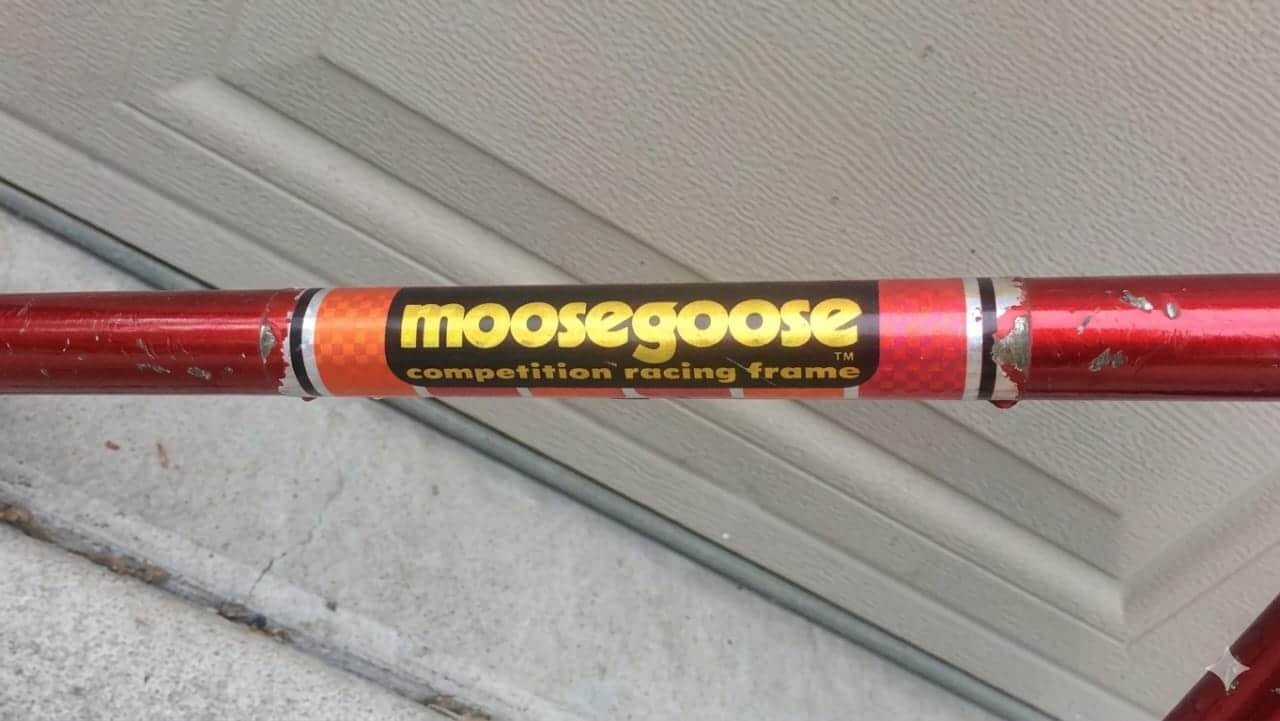 moosegoose
TM
competition racing frame